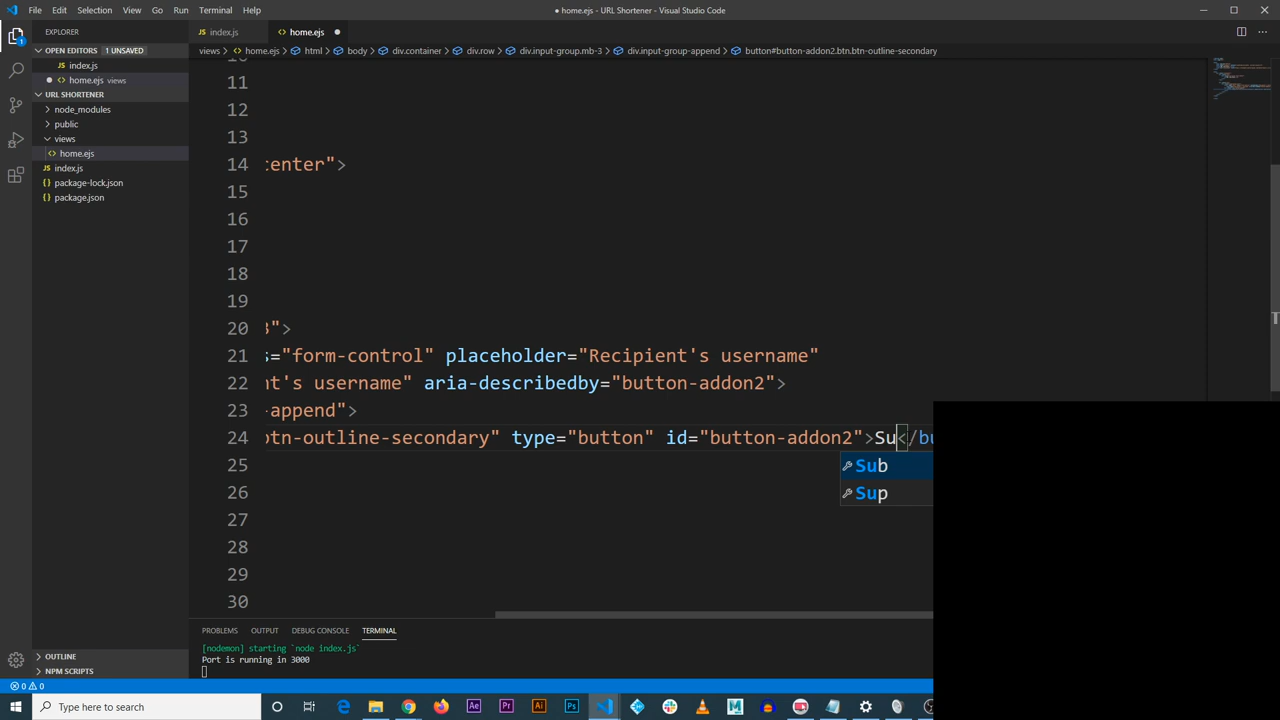 File Edit Selection View Go Run Terminal Help
● home.ejs - URL Shortener - Visual Studio Code
EXPLORER
index.js
home.ejs
OPEN EDITORS 1 UNSAVED
views > home.ejs > html > body > div.container > div.row > div.input-group.mb-3 > div.input-group-append > button#button-addon2.btn.btn-outline-secondary
index.js
home.ejs views
URL SHORTENER
node_modules
public
views
home.ejs
index.js
package-lock.json
package.json
11
12
13
14 center">
15
16
17
18
19
20 3">
21 s="form-control" placeholder="Recipient's username"
22 nt's username" aria-describedby="button-addon2">
23 -append">
24 btn-outline-secondary" type="button" id="button-addon2">Su</bu
Sub
Sup
25
26
27
28
29
30
PROBLEMS OUTPUT DEBUG CONSOLE TERMINAL
[nodemon] starting `node index.js`
Port is running in 3000
OUTLINE
NPM SCRIPTS
0 0
Type here to search